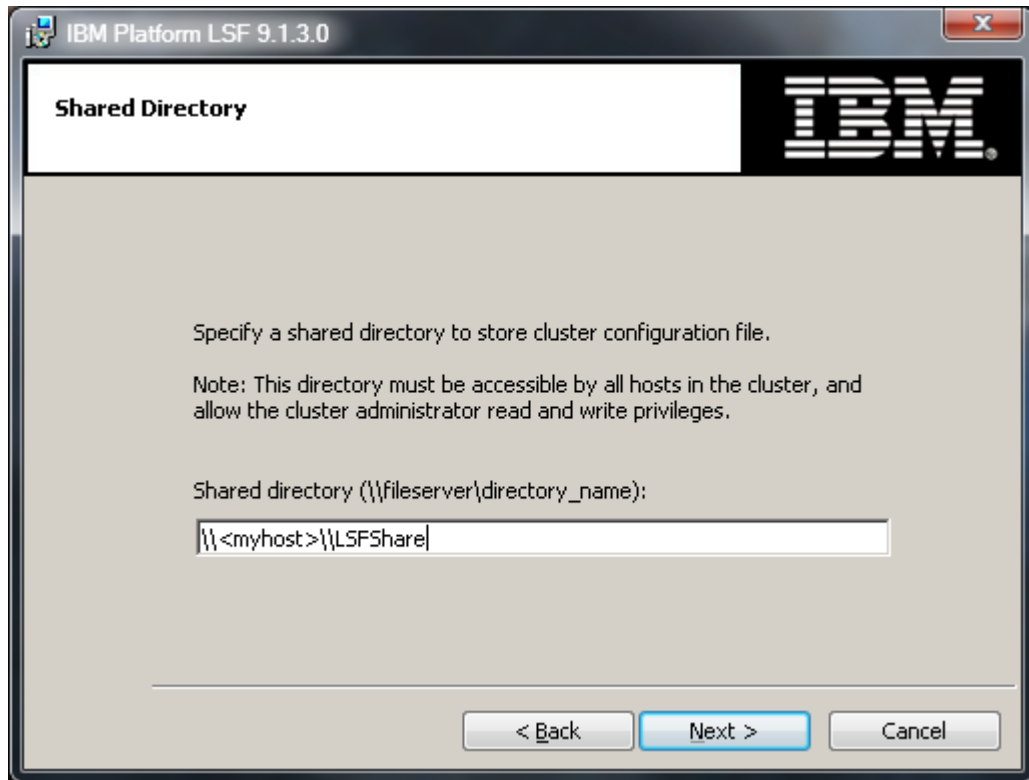 IBM Platform LSF 9.1.3.0
Shared Directory
IBM®
Specify a shared directory to store cluster configuration file.
Note: This directory must be accessible by all hosts in the cluster, and
allow the cluster administrator read and write privileges.
Shared directory (\\fileserver\directory_name):
\\<myhost>\\LSFShare
< Back
Next >
Cancel